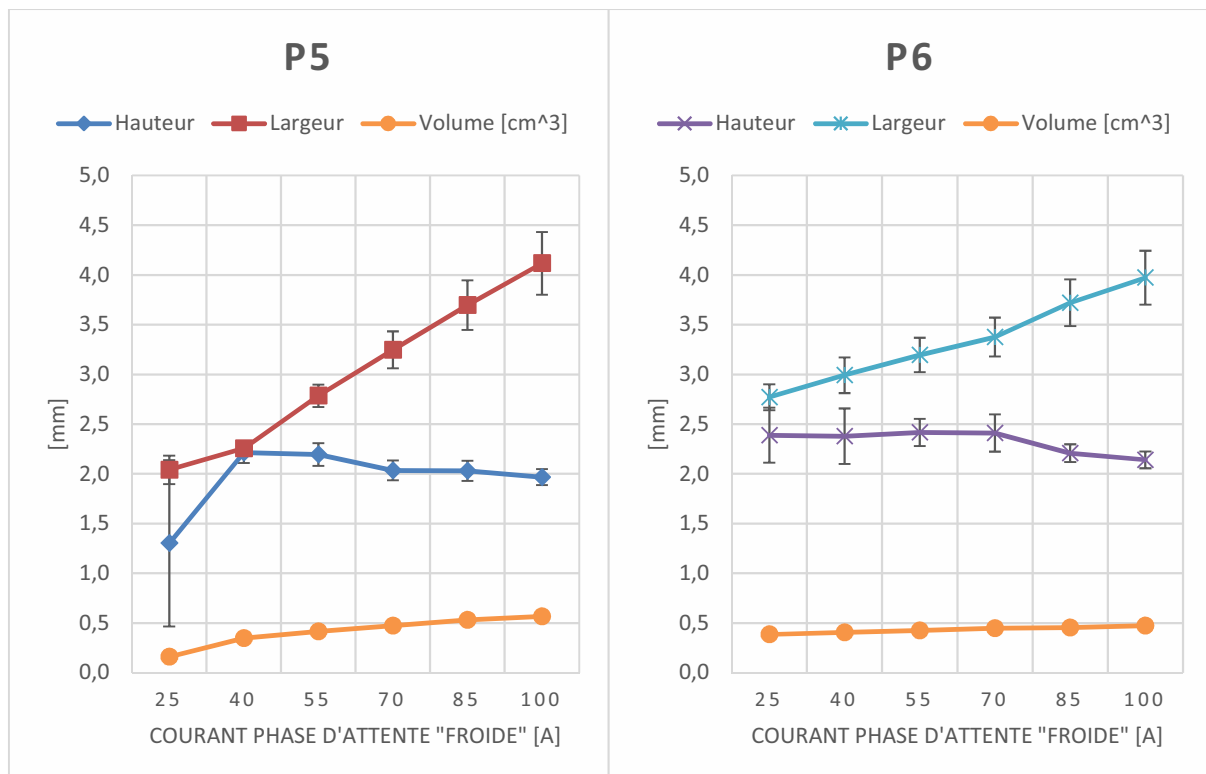 P5
Hauteur Largeur Volume [cm^3]
5,0
4,5
4,0
3,5
3,0
2,5
2,0
1,5
1,0
0,5
0,0
[mm]
25 40 55 70 85 100
COURANT PHASE D'ATTENTE "FROIDE" [A]
P6
Hauteur Largeur Volume [cm^3]
5,0
4,5
4,0
3,5
3,0
2,5
2,0
1,5
1,0
0,5
0,0
[mm]
25 40 55 70 85 100
COURANT PHASE D'ATTENTE "FROIDE" [A]